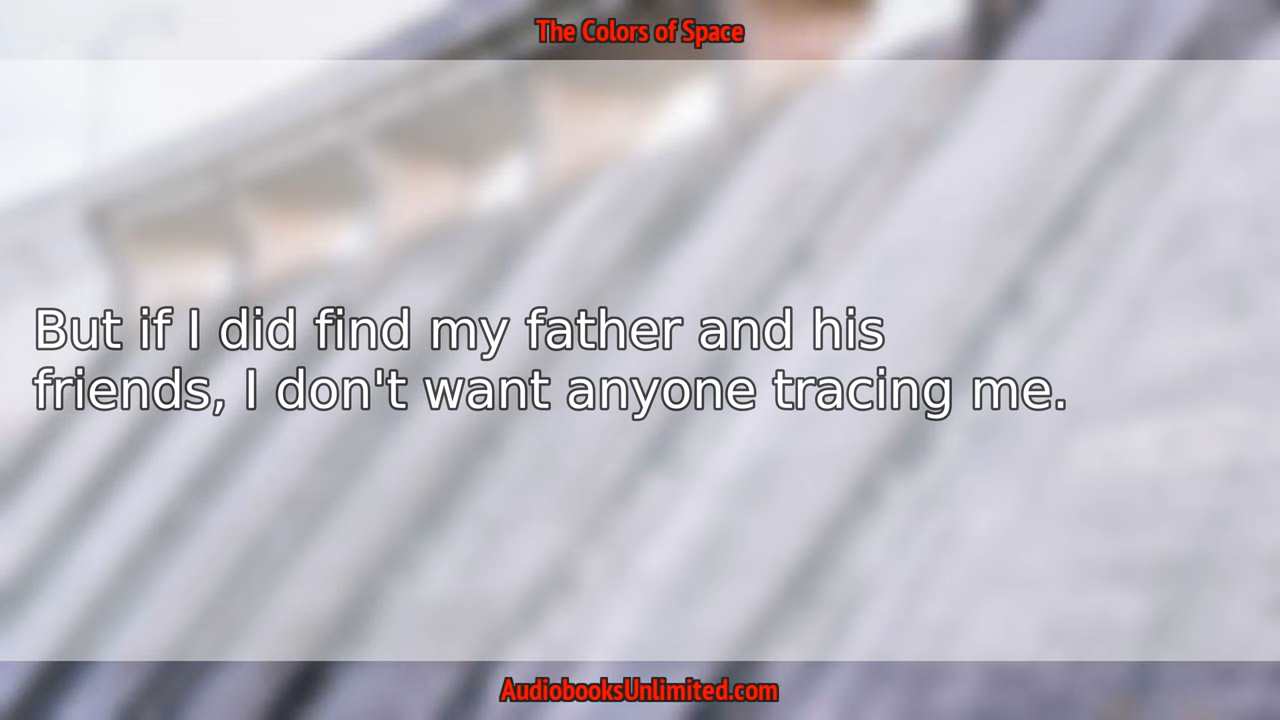 The Colors of Space
But if I did find my father and his
friends, I don't want anyone tracing me.
AudiobooksUnlimited.com